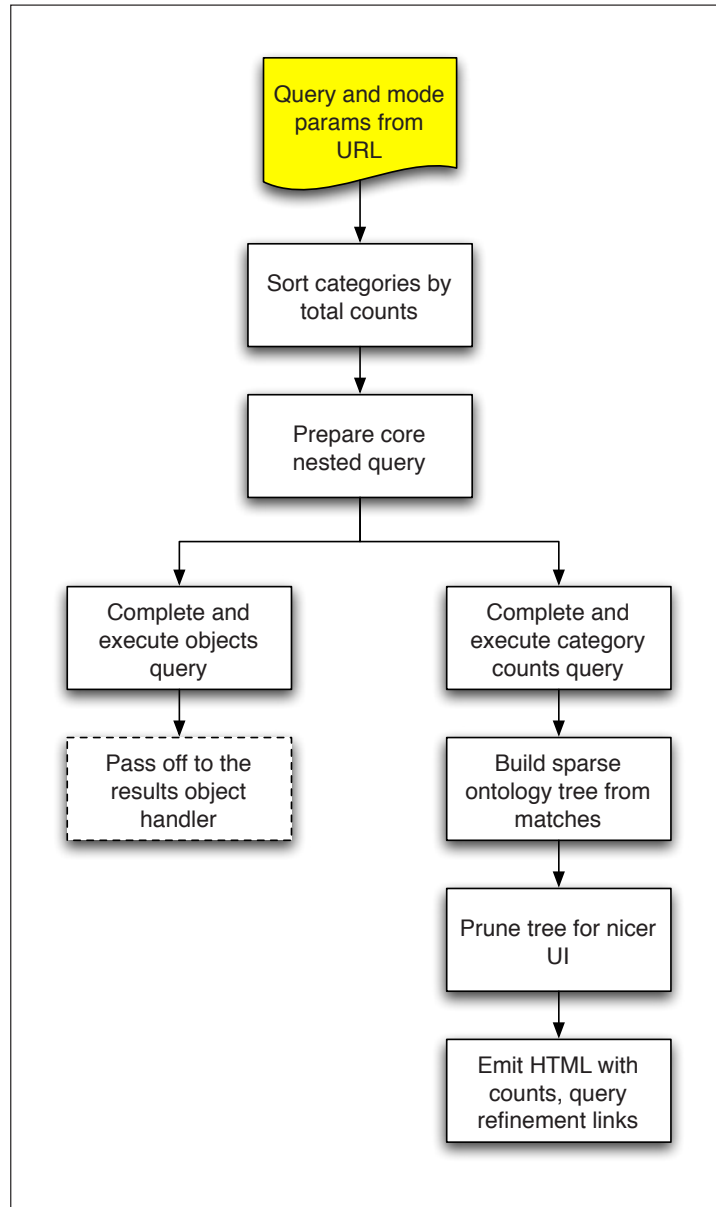 Query and mode
params from
URL
Sort categories by
total counts
Prepare core
nested query
Complete and
execute objects
query
Pass off to the
results object
handler
Complete and
execute category
counts query
Build sparse
ontology tree from
matches
Prune tree for nicer
UI
Emit HTML with
counts, query
refinement links